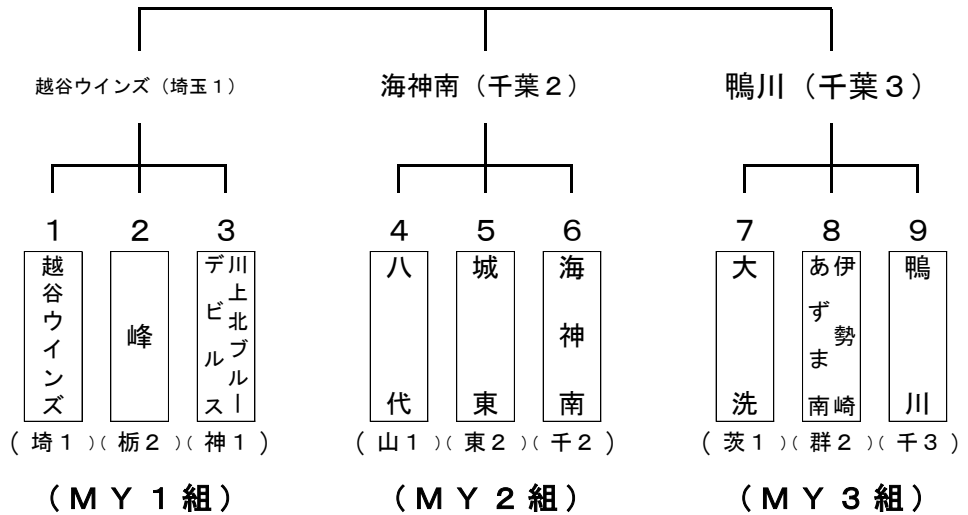 越谷ウインズ（埼玉１） 海神南（千葉２） 鴨川（千葉３）
１ ２ ３ ４ ５ ６ ７ ８ ９
越谷ウインズ
峰
川上北ブルー
デビルス
八代
城東
海神南
大洗
伊勢崎
あずま南
鴨川
（埼１）（栃２）（神１） （山１）（東２）（千２） （茨１）（群２）（千３）
（ＭＹ１組） （ＭＹ２組） （ＭＹ３組）